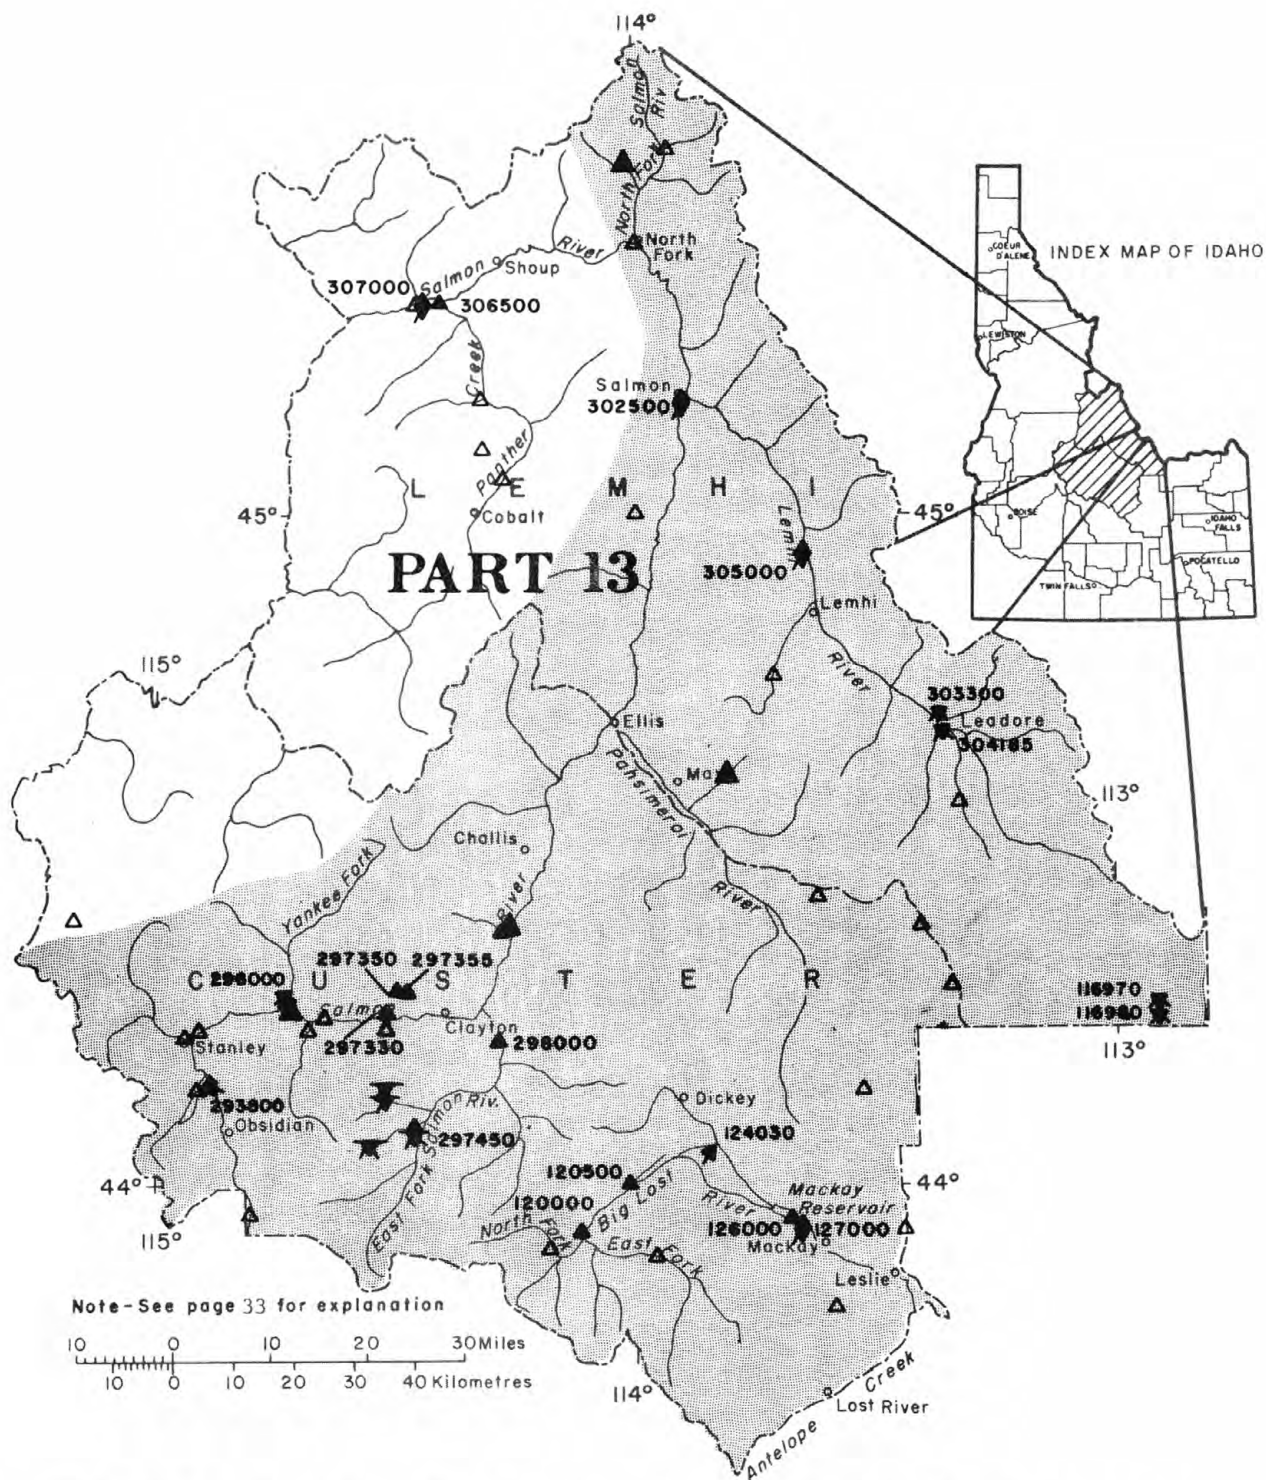 114°
Salmon
Riv
North Fork
North
Fork
River
Salmon
Shoup
307000
306500
Creek
Salmon
302500
Panther
Cobalt
L E M H I
45°
45°
PART 13
Lemhi
305000
Lemhi
River
115°
303300
Leadore
304185
Ellis
May
Pahsimeroi
113°
Challis
River
Yankee Fork
River
297350
297355
C U S T E R
296000
Salmon
Clayton
297330
Stanley
298000
116970
116980
113°
293800
Obsidian
Riv.
Dickey
297450
East Fork Salmon
124030
120500
44°
44°
120000
Big Lost
River
Mackay
Reservoir
115°
North
Fork
East Fork
126000
127000
Mackay
Leslie
Note-See page 33 for explanation
10 0 10 20 30 Miles
10 0 10 20 30 40 Kilometres
114°
Creek
Lost River
Antelope
INDEX MAP OF IDAHO
COEUR
D'ALENE
LEWISTON
BOISE
IDAHO
FALLS
POCATELLO
TWIN FALLS